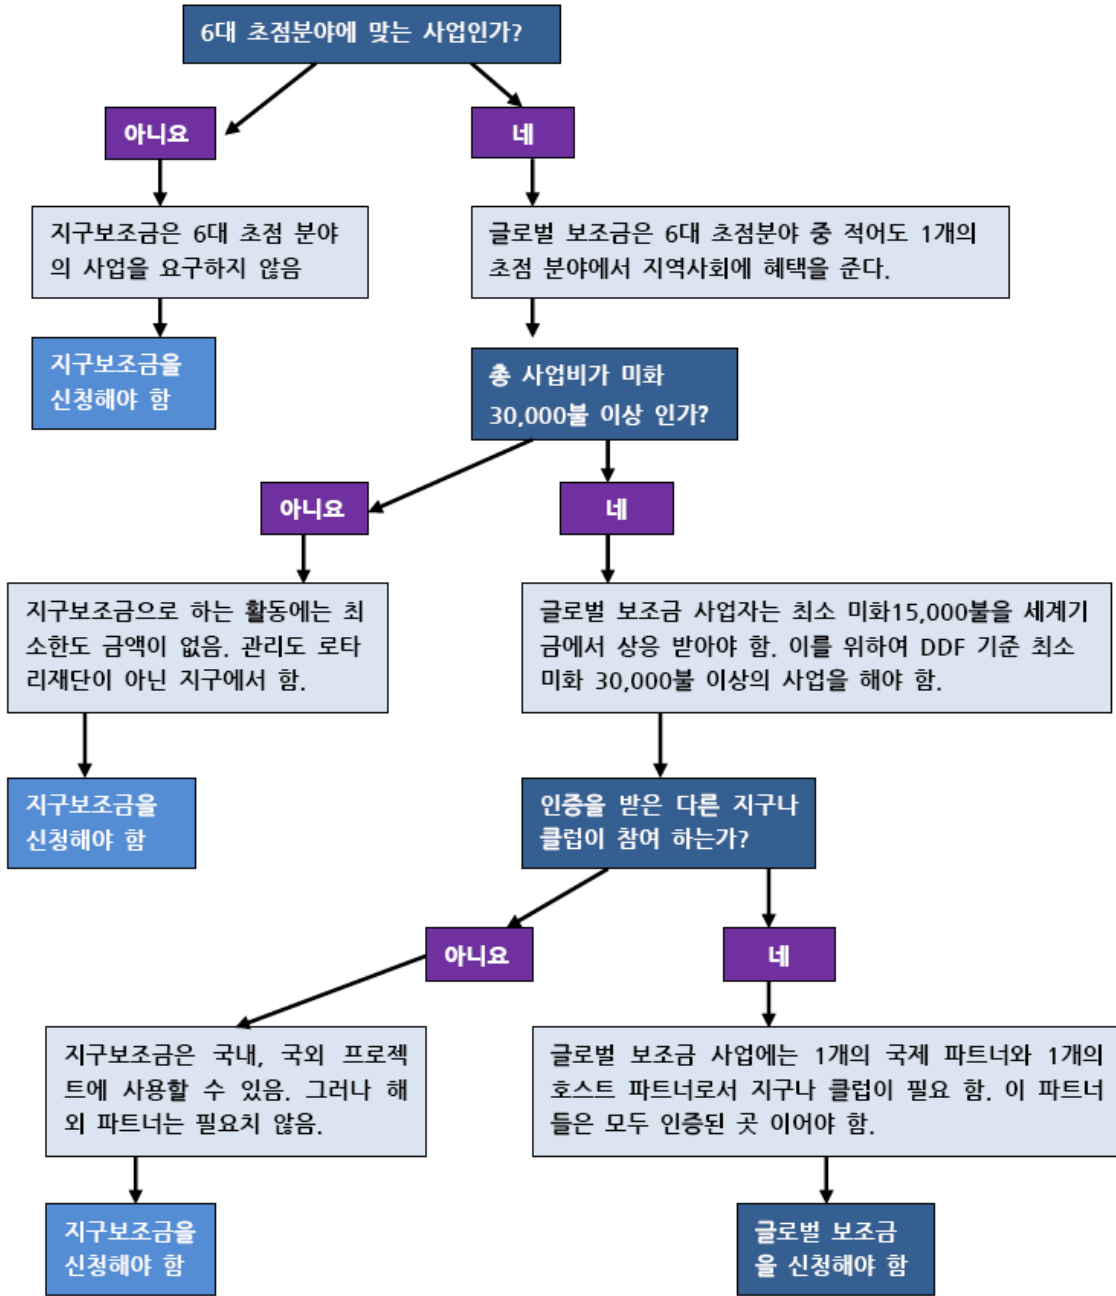 6대 초점분야에 맞는 사업인가?
아니요
네
지구보조금은 6대 초점 분야
의 사업을 요구하지 않음
글로벌 보조금은 6대 초점분야 중 적어도 1개의
초점 분야에서 지역사회에 혜택을 준다.
지구보조금을
신청해야 함
총 사업비가 미화
30,000불 이상 인가?
아니요
네
지구보조금으로 하는 활동에는 최
소한도 금액이 없음. 관리도 로타
리재단이 아닌 지구에서 함.
글로벌 보조금 사업자는 최소 미화15,000불을 세계기
금에서 상응 받아야 함. 이를 위하여 DDF 기준 최소
미화 30,000불 이상의 사업을 해야 함.
지구보조금을
신청해야 함
인증을 받은 다른 지구나
클럽이 참여 하는가?
아니요
네
지구보조금은 국내, 국외 프로젝
트에 사용할 수 있음. 그러나 해
외 파트너는 필요치 않음.
글로벌 보조금 사업에는 1개의 국제 파트너와 1개의
호스트 파트너로서 지구나 클럽이 필요 함. 이 파트너
들은 모두 인증된 곳 이어야 함.
지구보조금을
신청해야 함
글로벌 보조금
을 신청해야 함